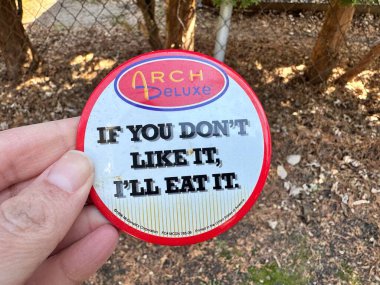 ARCH
DELUXE
IF YOU DON'T
LIKE IT,
I'LL EAT IT.